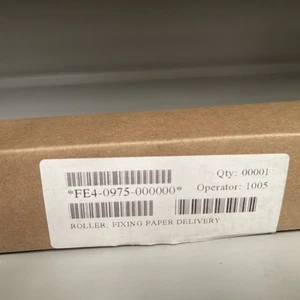 Qty: 00001
*FE4-0975-000000* Operator: 1005
ROLLER, FIXING PAPER DELIVERY